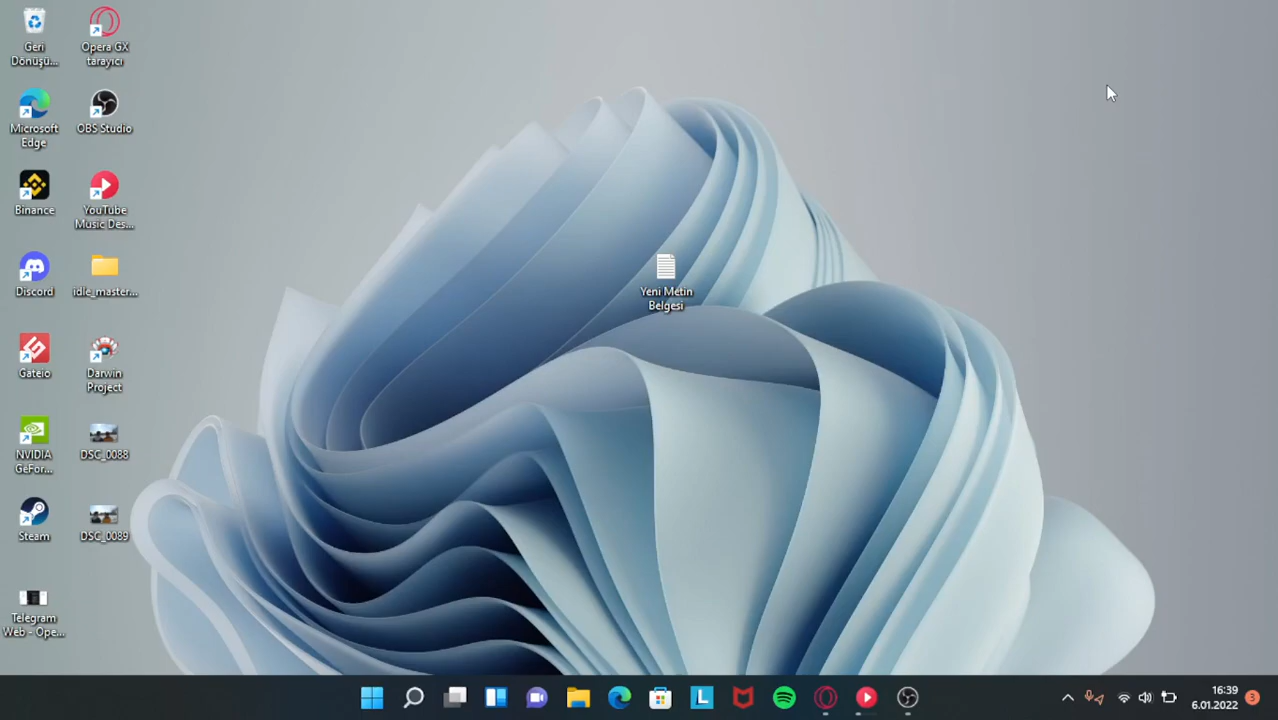 Geri
Dönüşü...
Opera GX
tarayıcı
Microsoft
Edge
OBS Studio
Binance
YouTube
Music Des...
Discord
idle_master...
Gateio
Darwin
Project
NVIDIA
GeFor...
DSC_0088
Steam
DSC_0089
Telegram
Web - Ope...
Yeni Metin
Belgesi
L
16:39
6.01.2022
3